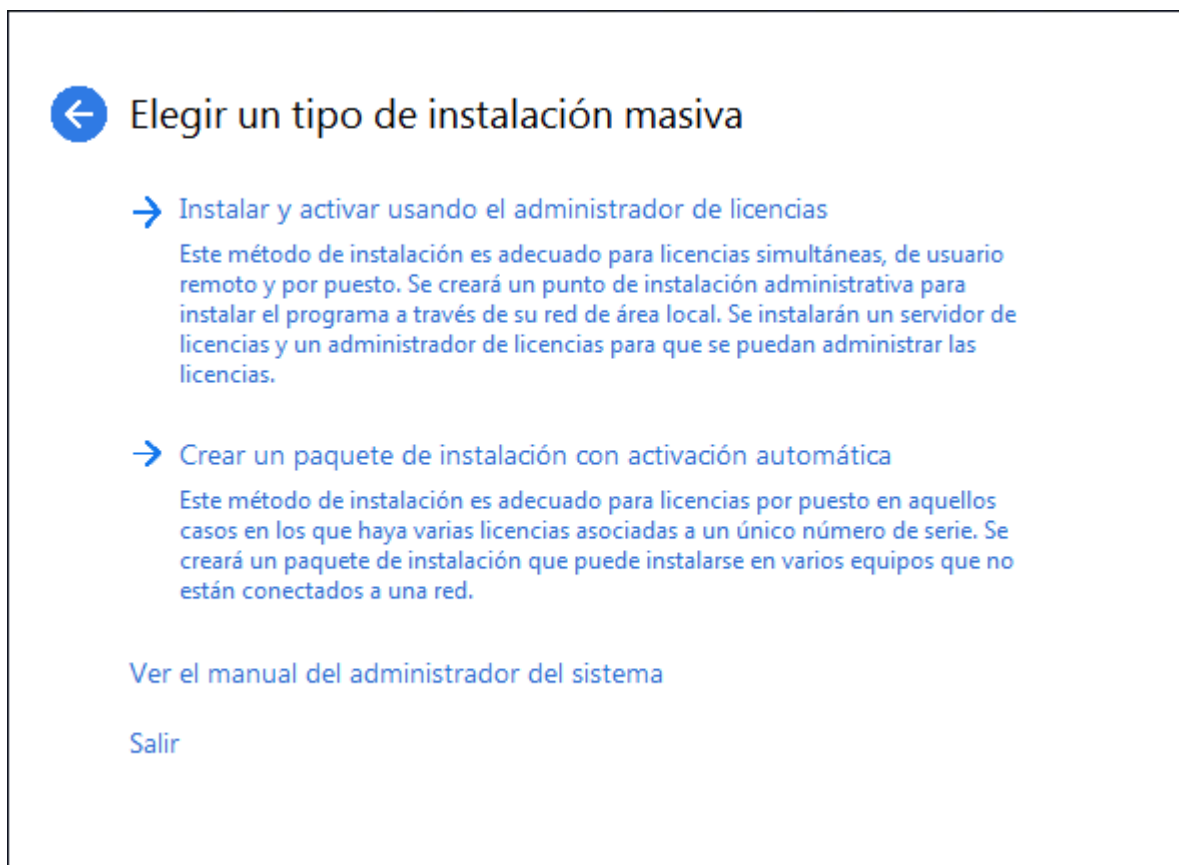 Elegir un tipo de instalación masiva
Instalar y activar usando el administrador de licencias
Este método de instalación es adecuado para licencias simultáneas, de usuario
remoto y por puesto. Se creará un punto de instalación administrativa para
instalar el programa a través de su red de área local. Se instalarán un servidor de
licencias y un administrador de licencias para que se puedan administrar las
licencias.
Crear un paquete de instalación con activación automática
Este método de instalación es adecuado para licencias por puesto en aquellos
casos en los que haya varias licencias asociadas a un único número de serie. Se
creará un paquete de instalación que puede instalarse en varios equipos que no
están conectados a una red.
Ver el manual del administrador del sistema
Salir